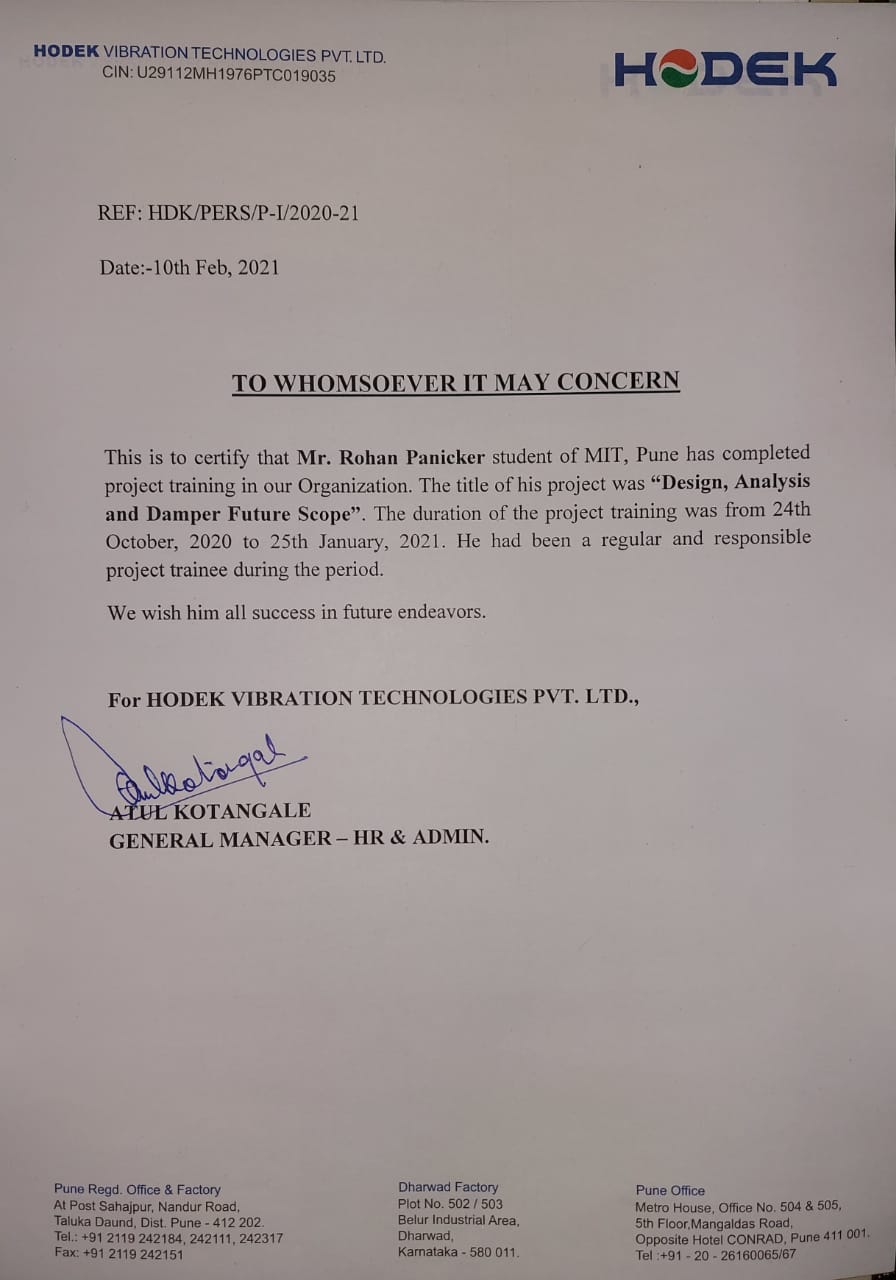 HODEK VIBRATION TECHNOLOGIES PVT. LTD.
CIN: U29112MH1976PTC019035
HODEK
REF: HDK/PERS/P-I/2020-21
Date:-10th Feb, 2021
TO WHOMSOEVER IT MAY CONCERN
This is to certify that Mr. Rohan Panicker student of MIT, Pune has completed
project training in our Organization. The title of his project was “Design, Analysis
and Damper Future Scope”. The duration of the project training was from 24th
October, 2020 to 25th January, 2021. He had been a regular and responsible
project trainee during the period.
We wish him all success in future endeavors.
For HODEK VIBRATION TECHNOLOGIES PVT. LTD.,
ATUL KOTANGALE
GENERAL MANAGER – HR & ADMIN.
Pune Regd. Office & Factory
At Post Sahajpur, Nandur Road,
Taluka Daund, Dist. Pune - 412 202.
Tel.: +91 2119 242184, 242111, 242317
Fax: +91 2119 242151
Dharwad Factory
Plot No. 502 / 503
Belur Industrial Area,
Dharwad,
Karnataka - 580 011.
Pune Office
Metro House, Office No. 504 & 505,
5th Floor,Mangaldas Road,
Opposite Hotel CONRAD, Pune 411 001.
Tel :+91 - 20 - 26160065/67